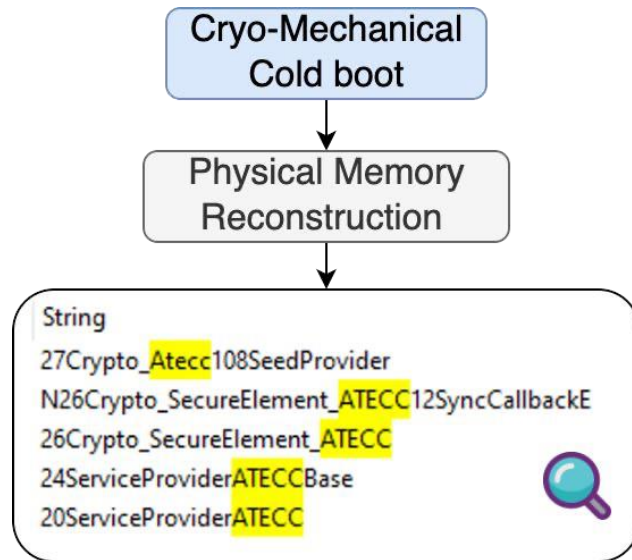 Cryo-Mechanical
Cold boot
Physical Memory
Reconstruction
String
27Crypto_Atecc108SeedProvider
N26Crypto_SecureElement_ATECC12SyncCallbackE
26Crypto_SecureElement_ATECC
24ServiceProviderATECCBase
20ServiceProviderATECC